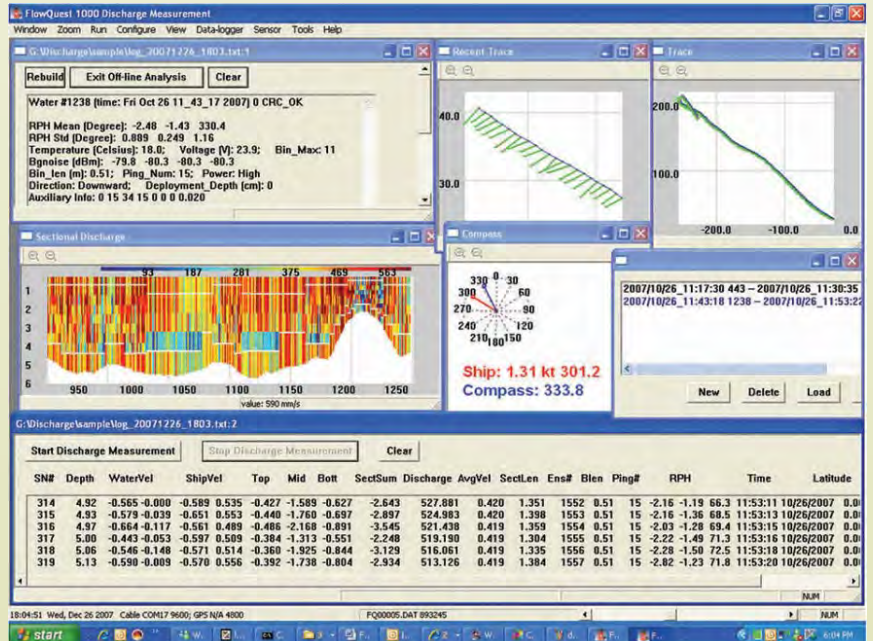 FlowQuest 1000 Discharge Measurement
Window Zoom Run Configure View Data-logger Sensor Tools Help
G:\Discharge\sample\log_20071226_1803.txt:1
Rebuild Exit Off-line Analysis Clear
Water #1238 (time: Fri Oct 26 11_43_17 2007) 0 CRC_OK
RPH Mean (Degree): -2.48 -1.43 330.4
RPH Std (Degree): 0.889 0.249 1.16
Temperature (Celsius): 18.0; Voltage (V): 23.9; Bin_Max: 11
Bgnoise (dBm): -79.8 -80.3 -80.3 -80.3
Bin_len (m): 0.51; Ping_Num: 15; Power: High
Direction: Downward; Deployment_Depth (cm): 0
Auxiliary Info: 0 15 34 15 0 0 0 0.020
Recent Trace
40.0
30.0
Trace
200.0
100.0
-200.0 -100.0 0.0
Sectional Discharge
93 187 281 375 469 563
1
2
3
4
5
6
950 1000 1050 1100 1150 1200 1250
value: 590 mm/s
Compass
330 0 30
300 60
270 90
240 120
210 180 150
Ship: 1.31 kt 301.2
Compass: 333.8
2007/10/26_11:17:30 443 – 2007/10/26_11:30:35
2007/10/26_11:43:18 1238 – 2007/10/26_11:53:22
New Delete Load
G:\Discharge\sample\log_20071226_1803.txt:2
Start Discharge Measurement Stop Discharge Measurement Clear
SN# Depth WaterVel ShipVel Top Mid Bott SectSum Discharge AvgVel SectLen Ens# Blen Ping# RPH Time Latitude
314 4.92 -0.565 -0.000 -0.589 0.535 -0.427 -1.589 -0.627 -2.643 527.881 0.420 1.351 1552 0.51 15 -2.16 -1.19 66.3 11:53:11 10/26/2007 0.0
315 4.93 -0.579 -0.039 -0.651 0.553 -0.440 -1.760 -0.697 -2.897 524.983 0.420 1.398 1553 0.51 15 -2.16 -1.36 68.5 11:53:13 10/26/2007 0.0
316 4.97 -0.664 -0.117 -0.561 0.489 -0.486 -2.168 -0.891 -3.545 521.438 0.419 1.359 1554 0.51 15 -2.03 -1.28 69.4 11:53:15 10/26/2007 0.0
317 5.00 -0.443 -0.053 -0.597 0.509 -0.384 -1.313 -0.551 -2.248 519.190 0.419 1.304 1555 0.51 15 -2.22 -1.49 71.3 11:53:16 10/26/2007 0.0
318 5.06 -0.546 -0.148 -0.571 0.514 -0.360 -1.925 -0.844 -3.129 516.061 0.419 1.335 1556 0.51 15 -2.28 -1.50 72.5 11:53:18 10/26/2007 0.0
319 5.13 -0.590 -0.009 -0.570 0.556 -0.392 -1.738 -0.804 -2.934 513.126 0.419 1.384 1557 0.51 15 -2.82 -1.23 71.8 11:53:20 10/26/2007 0.0
NUM
18:04:51 Wed, Dec 26 2007 Cable COM17 9600; GPS N/A 4800 FQ00005.DAT 893245 NUM
start 6:04 PM